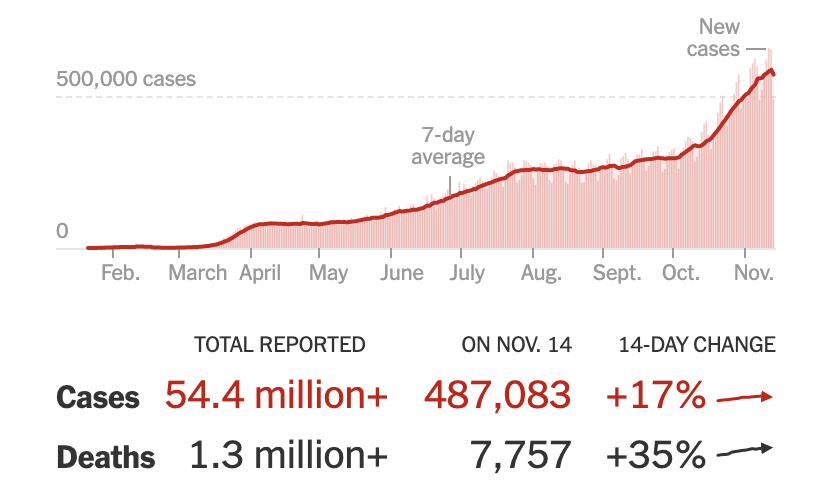 New
cases
500,000 cases
7-day
average
0
Feb. March April May June July Aug. Sept. Oct. Nov.
TOTAL REPORTED ON NOV. 14 14-DAY CHANGE
Cases 54.4 million+ 487,083 +17%
Deaths 1.3 million+ 7,757 +35%